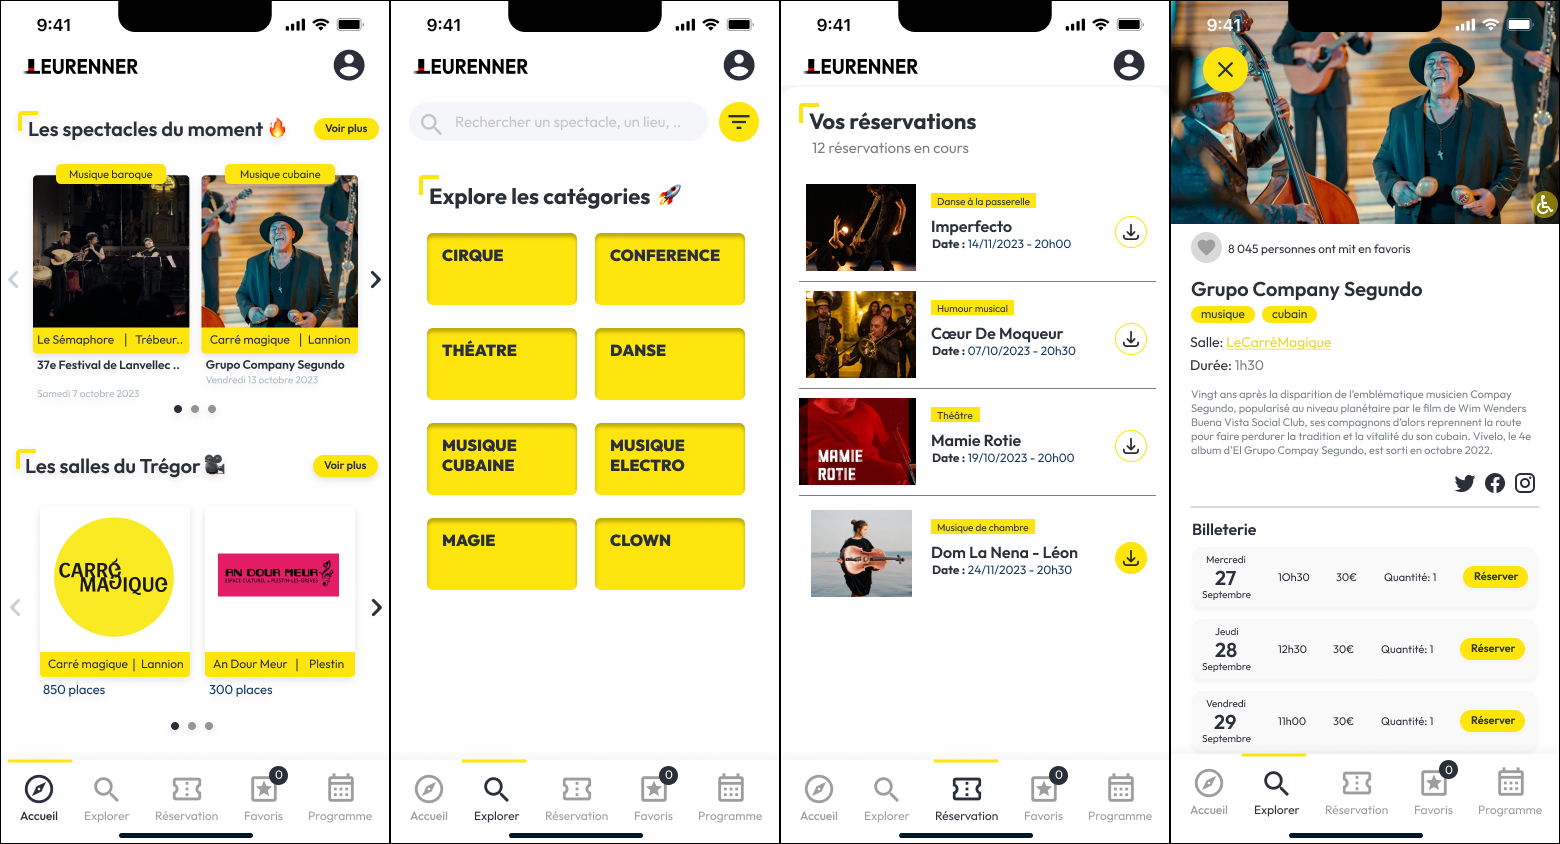 9:41
LEURENNER
Les spectacles du moment 🔥
Voir plus
Musique baroque
Musique cubaine
Le Sémaphore | Trébeur..
Carré magique | Lannion
37e Festival de Lanvellec ..
Grupo Company Segundo
Vendredi 13 octobre 2023
Samedi 7 octobre 2023
Les salles du Trégor 🎥
Voir plus
CARRÉ
MAGIQUE
AN DOUR MEUR
ESPACE CULTUREL - PLESTIN-LES-GREVES
Carré magique | Lannion
An Dour Meur | Plestin
850 places
300 places
0
Accueil
Explorer
Réservation
Favoris
Programme
9:41
LEURENNER
Rechercher un spectacle, un lieu, ..
Explore les catégories 🚀
CIRQUE
CONFERENCE
THÉATRE
DANSE
MUSIQUE
CUBAINE
MUSIQUE
ELECTRO
MAGIE
CLOWN
0
Accueil
Explorer
Réservation
Favoris
Programme
9:41
LEURENNER
Vos réservations
12 réservations en cours
Danse à la passerelle
Imperfecto
Date : 14/11/2023 - 20h00
Humour musical
Cœur De Moqueur
Date : 07/10/2023 - 20h30
MAMIE
ROTIE
Théâtre
Mamie Rotie
Date : 19/10/2023 - 20h00
Musique de chambre
Dom La Nena - Léon
Date : 24/11/2023 - 20h30
0
Accueil
Explorer
Réservation
Favoris
Programme
9:41
8 045 personnes ont mit en favoris
Grupo Company Segundo
musique
cubain
Salle: LeCarréMagique
Durée: 1h30
Vingt ans après la disparition de l'emblématique musicien Compay
Segundo, popularisé au niveau planétaire par le film de Wim Wenders
Buena Vista Social Club, ses compagnons d'alors reprennent la route
pour faire perdurer la tradition et la vitalité du son cubain. Vívelo, le 4e
album d'El Grupo Compay Segundo, est sorti en octobre 2022.
Billeterie
Mercredi
27
Septembre
10h30
30€
Quantité: 1
Réserver
Jeudi
28
Septembre
12h30
30€
Quantité: 1
Réserver
Vendredi
29
Septembre
11h00
30€
Quantité: 1
Réserver
0
Accueil
Explorer
Réservation
Favoris
Programme